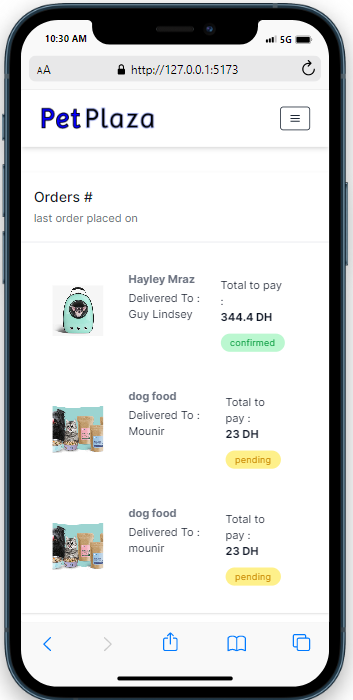 10:30 AM
5G
AA
http://127.0.0.1:5173
PetPlaza
Orders #
last order placed on
Hayley Mraz
Delivered To :
Guy Lindsey
Total to pay
:
344.4 DH
confirmed
dog food
Delivered To :
Mounir
Total to
pay :
23 DH
pending
dog food
Delivered To :
mounir
Total to
pay :
23 DH
pending